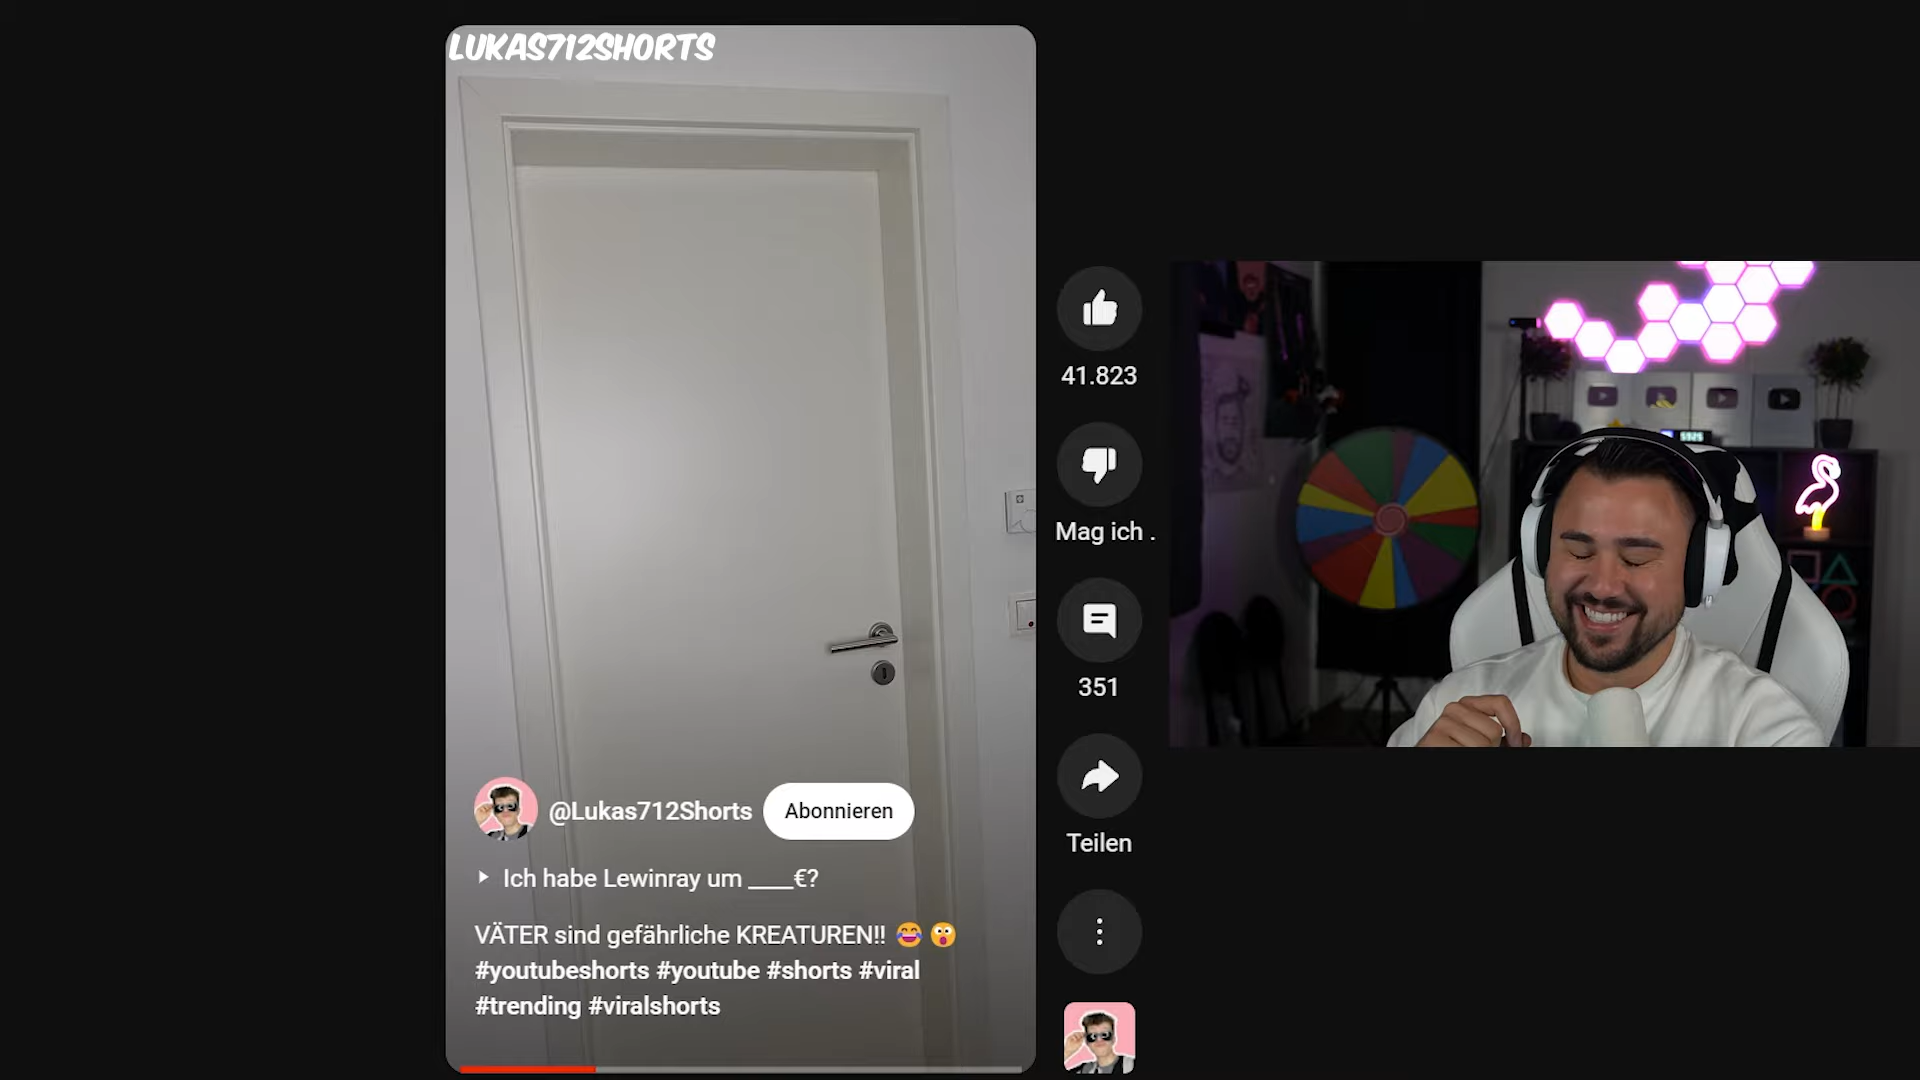 LUKAS712SHORTS
41.823
Mag ich .
351
Teilen
@Lukas712Shorts
Abonnieren
Ich habe Lewinray um ____€?
VÄTER sind gefährliche KREATUREN!! 😂 😲
#youtubeshorts #youtube #shorts #viral
#trending #viralshorts